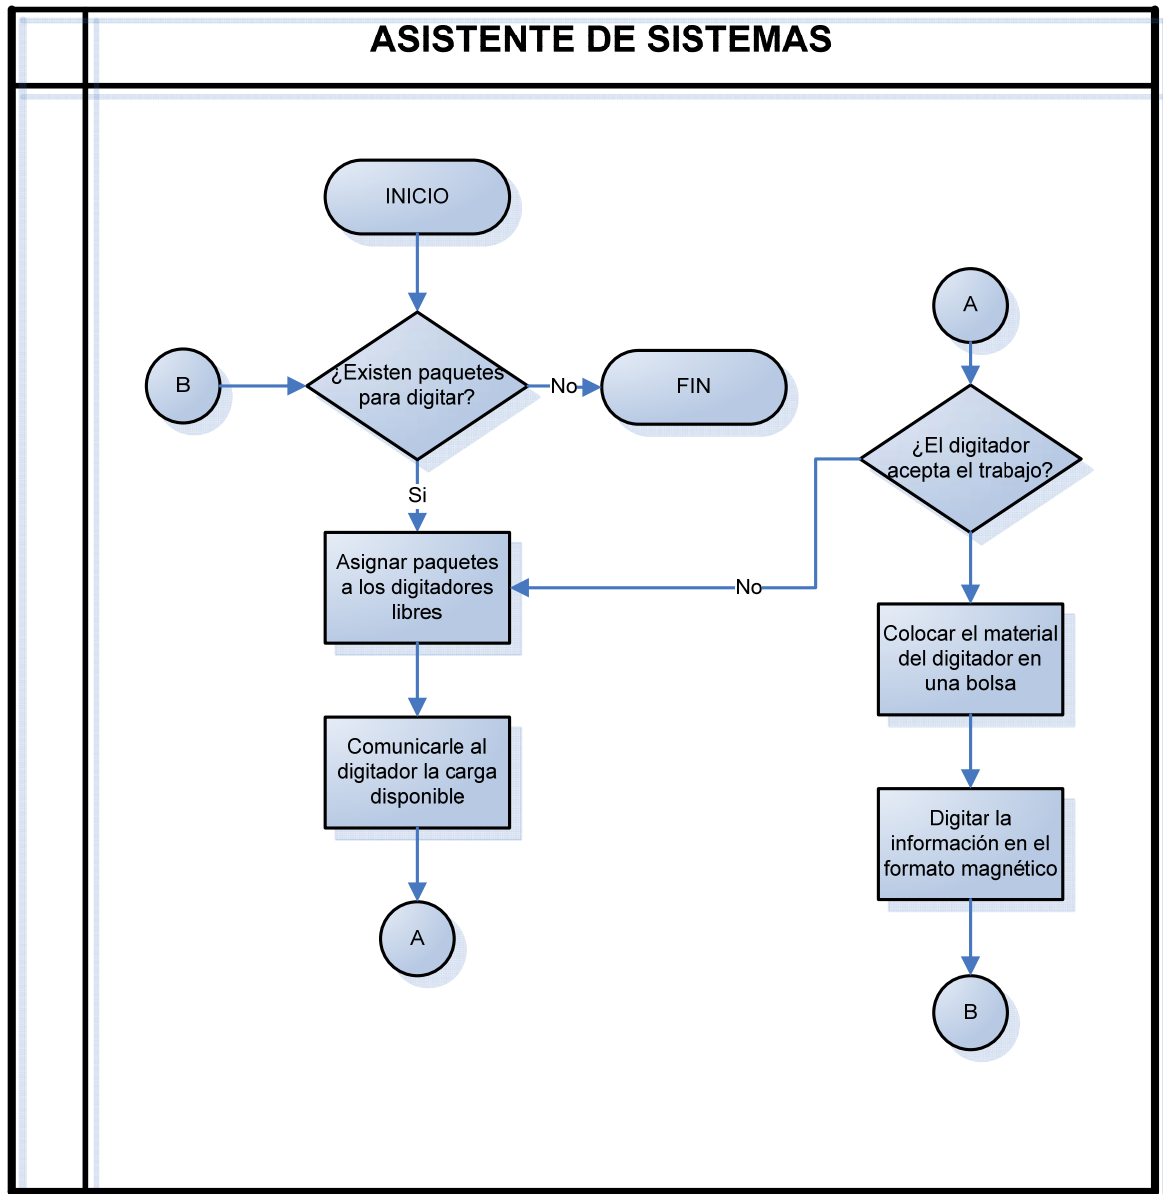 ASISTENTE DE SISTEMAS
INICIO
B
¿Existen paquetes
para digitar?
No
FIN
Si
Asignar paquetes
a los digitadores
libres
Comunicarle al
digitador la carga
disponible
A
A
¿El digitador
acepta el trabajo?
No
Colocar el material
del digitador en
una bolsa
Digitar la
información en el
formato magnético
B